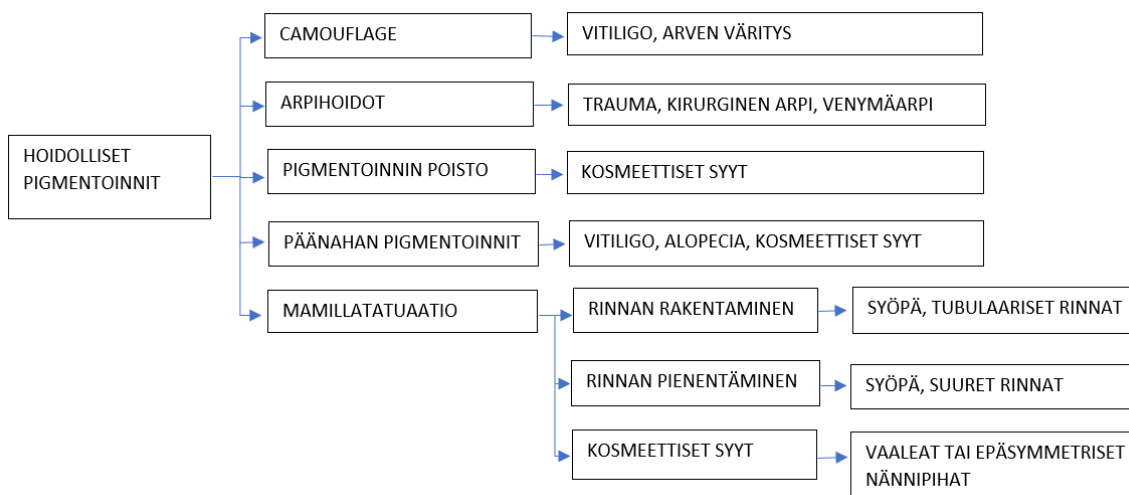 CAMOUFLAGE
VITILIGO, ARVEN VÄRITYS
ARPIHOIDOT
TRAUMA, KIRURGINEN ARPI, VENYMÄARPI
HOIDOLLISET
PIGMENTOINNIT
PIGMENTOINNIN POISTO
KOSMEETTISET SYYT
PÄÄNAHAN PIGMENTOINNIT
VITILIGO, ALOPECIA, KOSMEETTISET SYYT
MAMILLATATUAATIO
RINNAN RAKENTAMINEN
SYÖPÄ, TUBULAARISET RINNAT
RINNAN PIENENTÄMINEN
SYÖPÄ, SUURET RINNAT
KOSMEETTISET SYYT
VAALEAT TAI EPÄSYMMETRISET
NÄNNIPIHAT